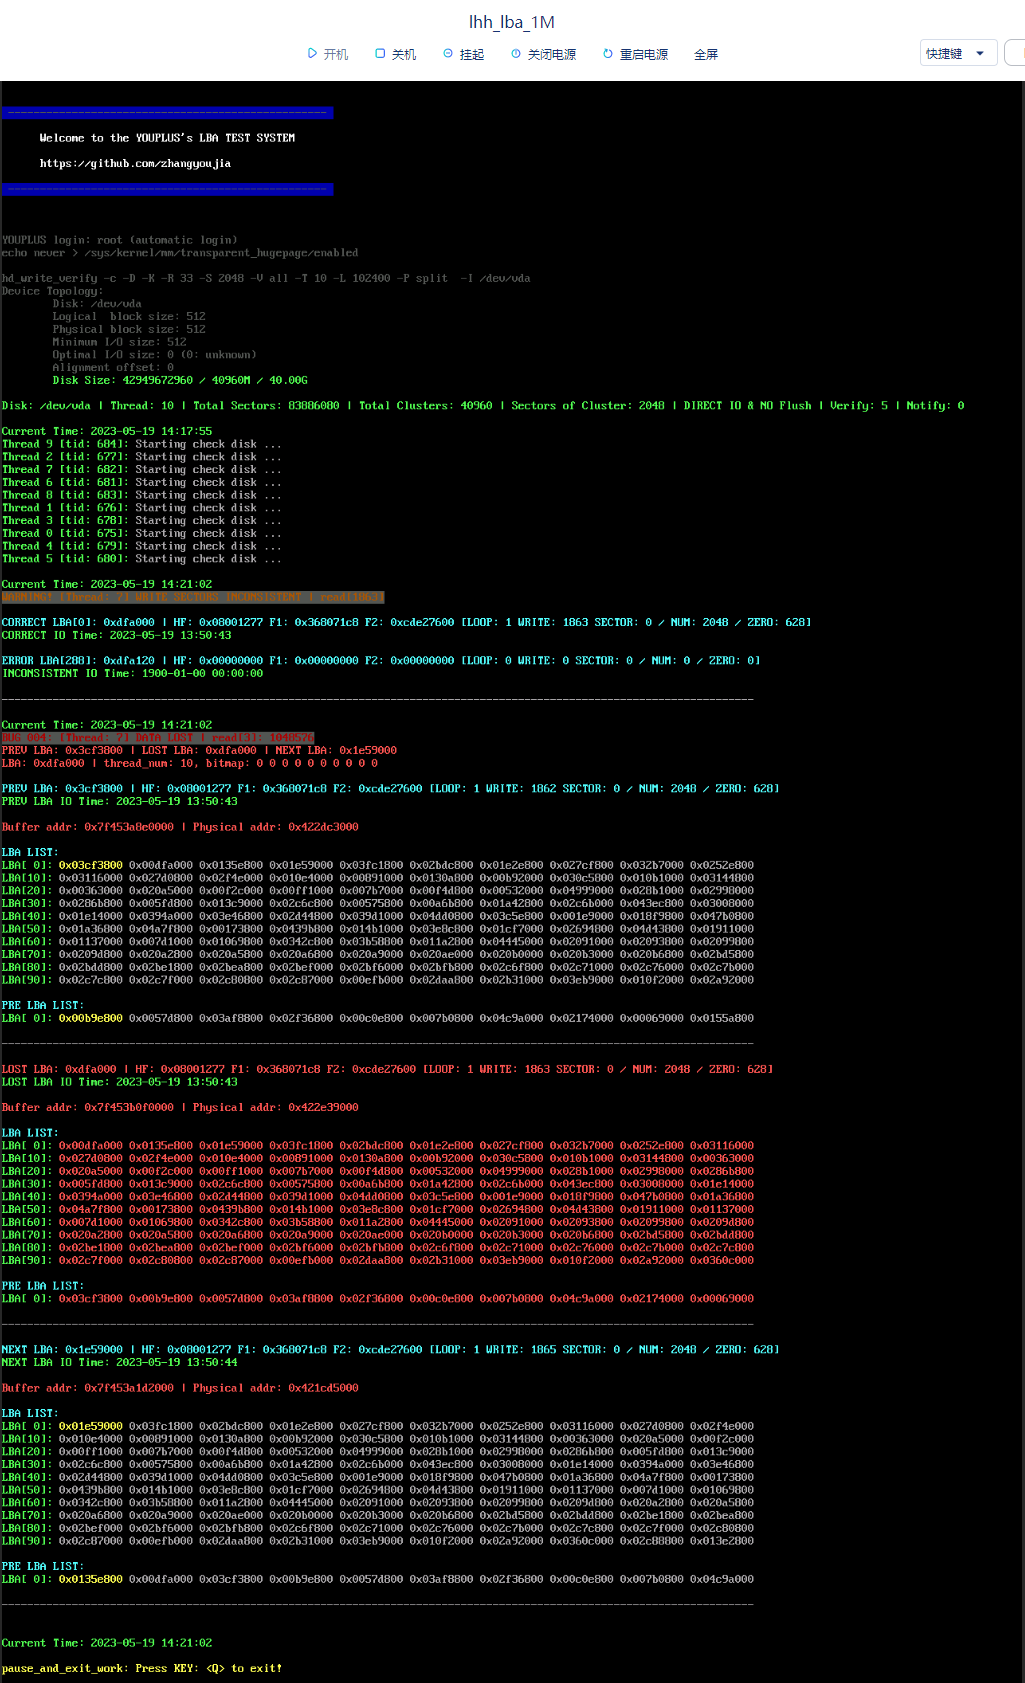 lhh_lba_1M
开机 关机 挂起 关闭电源 重启电源 全屏 快捷键
--------------------------------------------------
Welcome to the YOUPLUS's LBA TEST SYSTEM
https://github.com/zhangyoujia
--------------------------------------------------
YOUPLUS login: root (automatic login)
echo never > /sys/kernel/mm/transparent_hugepage/enabled
hd_write_verify -c -D -K -R 33 -S 2048 -V all -T 10 -L 102400 -P split -I /dev/vda
Device Topology:
Disk: /dev/vda
Logical  block size: 512
Physical block size: 512
Minimum I/O size: 512
Optimal I/O size: 0 (0: unknown)
Alignment offset: 0
Disk Size: 42949672960 / 40960M / 40.00G
Disk: /dev/vda | Thread: 10 | Total Sectors: 83886080 | Total Clusters: 40960 | Sectors of Cluster: 2048 | DIRECT IO & NO Flush | Verify: 5 | Notify: 0
Current Time: 2023-05-19 14:17:55
Thread 9 [tid: 684]: Starting check disk ...
Thread 2 [tid: 677]: Starting check disk ...
Thread 7 [tid: 682]: Starting check disk ...
Thread 6 [tid: 681]: Starting check disk ...
Thread 8 [tid: 683]: Starting check disk ...
Thread 1 [tid: 676]: Starting check disk ...
Thread 3 [tid: 678]: Starting check disk ...
Thread 0 [tid: 675]: Starting check disk ...
Thread 4 [tid: 679]: Starting check disk ...
Thread 5 [tid: 680]: Starting check disk ...
Current Time: 2023-05-19 14:21:02
WARNING! [Thread: 7] WRITE SECTORS INCONSISTENT | read[1863]
CORRECT LBA[0]: 0xdfa000 | HF: 0x08001277 F1: 0x368071c8 F2: 0xcde27600 [LOOP: 1 WRITE: 1863 SECTOR: 0 / NUM: 2048 / ZERO: 628]
CORRECT IO Time: 2023-05-19 13:50:43
ERROR LBA[288]: 0xdfa120 | HF: 0x00000000 F1: 0x00000000 F2: 0x00000000 [LOOP: 0 WRITE: 0 SECTOR: 0 / NUM: 0 / ZERO: 0]
INCONSISTENT IO Time: 1900-01-00 00:00:00
Current Time: 2023-05-19 14:21:02
BUG 004: [Thread: 7] DATA LOST | read[3]: 1048576
PREV LBA: 0x3cf3800 | LOST LBA: 0xdfa000 | NEXT LBA: 0x1e59000
LBA: 0xdfa000 | thread_num: 10, bitmap: 0 0 0 0 0 0 0 0 0 0
PREV LBA: 0x3cf3800 | HF: 0x08001277 F1: 0x368071c8 F2: 0xcde27600 [LOOP: 1 WRITE: 1862 SECTOR: 0 / NUM: 2048 / ZERO: 628]
PREV LBA IO Time: 2023-05-19 13:50:43
Buffer addr: 0x7f453a8e0000 | Physical addr: 0x422dc3000
LBA LIST:
LBA[ 0]: 0x03cf3800 0x00dfa000 0x0135e800 0x01e59000 0x03fc1800 0x02bdc800 0x01e2e800 0x027cf800 0x032b7000 0x0252e800
LBA[10]: 0x03116000 0x027d0800 0x02f4e000 0x010e4000 0x00891000 0x0130a800 0x00b92000 0x030c5800 0x010b1000 0x03144800
LBA[20]: 0x00363000 0x020a5000 0x00f2c000 0x00ff1000 0x007b7000 0x00f4d800 0x00532000 0x04999000 0x028b1000 0x02998000
LBA[30]: 0x0286b800 0x005fd800 0x013c9000 0x02c6c800 0x00575800 0x00a6b800 0x01a42800 0x02c6b000 0x043ec800 0x03008000
LBA[40]: 0x01e14000 0x0394a000 0x03e46800 0x02d44800 0x039d1000 0x04dd0800 0x03c5e800 0x001e9000 0x018f9800 0x047b0800
LBA[50]: 0x01a36800 0x04a7f800 0x00173800 0x0439b800 0x014b1000 0x03e8c800 0x01cf7000 0x02694800 0x04d43800 0x01911000
LBA[60]: 0x01137000 0x007d1000 0x01069800 0x0342c800 0x03b58800 0x011a2800 0x04445000 0x02091000 0x02093800 0x02099800
LBA[70]: 0x0209d800 0x020a2800 0x020a5800 0x020a6800 0x020a9000 0x020ae000 0x020b0000 0x020b3000 0x020b6800 0x02bd5800
LBA[80]: 0x02bdd800 0x02be1800 0x02bea800 0x02bef000 0x02bf6000 0x02bfb800 0x02c6f800 0x02c71000 0x02c76000 0x02c7b000
LBA[90]: 0x02c7c800 0x02c7f000 0x02c80800 0x02c87000 0x00efb000 0x02daa800 0x02b31000 0x03eb9000 0x010f2000 0x02a92000
PRE LBA LIST:
LBA[ 0]: 0x00b9e800 0x0057d800 0x03af8800 0x02f36800 0x00c0e800 0x007b0800 0x04c9a000 0x02174000 0x00069000 0x0155a800
LOST LBA: 0xdfa000 | HF: 0x08001277 F1: 0x368071c8 F2: 0xcde27600 [LOOP: 1 WRITE: 1863 SECTOR: 0 / NUM: 2048 / ZERO: 628]
LOST LBA IO Time: 2023-05-19 13:50:43
Buffer addr: 0x7f453b0f0000 | Physical addr: 0x422e39000
LBA LIST:
LBA[ 0]: 0x00dfa000 0x0135e800 0x01e59000 0x03fc1800 0x02bdc800 0x01e2e800 0x027cf800 0x032b7000 0x0252e800 0x03116000
LBA[10]: 0x027d0800 0x02f4e000 0x010e4000 0x00891000 0x0130a800 0x00b92000 0x030c5800 0x010b1000 0x03144800 0x00363000
LBA[20]: 0x020a5000 0x00f2c000 0x00ff1000 0x007b7000 0x00f4d800 0x00532000 0x04999000 0x028b1000 0x02998000 0x0286b800
LBA[30]: 0x005fd800 0x013c9000 0x02c6c800 0x00575800 0x00a6b800 0x01a42800 0x02c6b000 0x043ec800 0x03008000 0x01e14000
LBA[40]: 0x0394a000 0x03e46800 0x02d44800 0x039d1000 0x04dd0800 0x03c5e800 0x001e9000 0x018f9800 0x047b0800 0x01a36800
LBA[50]: 0x04a7f800 0x00173800 0x0439b800 0x014b1000 0x03e8c800 0x01cf7000 0x02694800 0x04d43800 0x01911000 0x01137000
LBA[60]: 0x007d1000 0x01069800 0x0342c800 0x03b58800 0x011a2800 0x04445000 0x02091000 0x02093800 0x02099800 0x0209d800
LBA[70]: 0x020a2800 0x020a5800 0x020a6800 0x020a9000 0x020ae000 0x020b0000 0x020b3000 0x020b6800 0x02bd5800 0x02bdd800
LBA[80]: 0x02be1800 0x02bea800 0x02bef000 0x02bf6000 0x02bfb800 0x02c6f800 0x02c71000 0x02c76000 0x02c7b000 0x02c7c800
LBA[90]: 0x02c7f000 0x02c80800 0x02c87000 0x00efb000 0x02daa800 0x02b31000 0x03eb9000 0x010f2000 0x02a92000 0x0360c000
PRE LBA LIST:
LBA[ 0]: 0x03cf3800 0x00b9e800 0x0057d800 0x03af8800 0x02f36800 0x00c0e800 0x007b0800 0x04c9a000 0x02174000 0x00069000
NEXT LBA: 0x1e59000 | HF: 0x08001277 F1: 0x368071c8 F2: 0xcde27600 [LOOP: 1 WRITE: 1865 SECTOR: 0 / NUM: 2048 / ZERO: 628]
NEXT LBA IO Time: 2023-05-19 13:50:44
Buffer addr: 0x7f453a1d2000 | Physical addr: 0x421cd5000
LBA LIST:
LBA[ 0]: 0x01e59000 0x03fc1800 0x02bdc800 0x01e2e800 0x027cf800 0x032b7000 0x0252e800 0x03116000 0x027d0800 0x02f4e000
LBA[10]: 0x010e4000 0x00891000 0x0130a800 0x00b92000 0x030c5800 0x010b1000 0x03144800 0x00363000 0x020a5000 0x00f2c000
LBA[20]: 0x00ff1000 0x007b7000 0x00f4d800 0x00532000 0x04999000 0x028b1000 0x02998000 0x0286b800 0x005fd800 0x013c9000
LBA[30]: 0x02c6c800 0x00575800 0x00a6b800 0x01a42800 0x02c6b000 0x043ec800 0x03008000 0x01e14000 0x0394a000 0x03e46800
LBA[40]: 0x02d44800 0x039d1000 0x04dd0800 0x03c5e800 0x001e9000 0x018f9800 0x047b0800 0x01a36800 0x04a7f800 0x00173800
LBA[50]: 0x0439b800 0x014b1000 0x03e8c800 0x01cf7000 0x02694800 0x04d43800 0x01911000 0x01137000 0x007d1000 0x01069800
LBA[60]: 0x0342c800 0x03b58800 0x011a2800 0x04445000 0x02091000 0x02093800 0x02099800 0x0209d800 0x020a2800 0x020a5800
LBA[70]: 0x020a6800 0x020a9000 0x020ae000 0x020b0000 0x020b3000 0x020b6800 0x02bd5800 0x02bdd800 0x02be1800 0x02bea800
LBA[80]: 0x02bef000 0x02bf6000 0x02bfb800 0x02c6f800 0x02c71000 0x02c76000 0x02c7b000 0x02c7c800 0x02c7f000 0x02c80800
LBA[90]: 0x02c87000 0x00efb000 0x02daa800 0x02b31000 0x03eb9000 0x010f2000 0x02a92000 0x0360c000 0x02c88800 0x013e2800
PRE LBA LIST:
LBA[ 0]: 0x0135e800 0x00dfa000 0x03cf3800 0x00b9e800 0x0057d800 0x03af8800 0x02f36800 0x00c0e800 0x007b0800 0x04c9a000
Current Time: 2023-05-19 14:21:02
pause_and_exit_work: Press KEY: <Q> to exit!